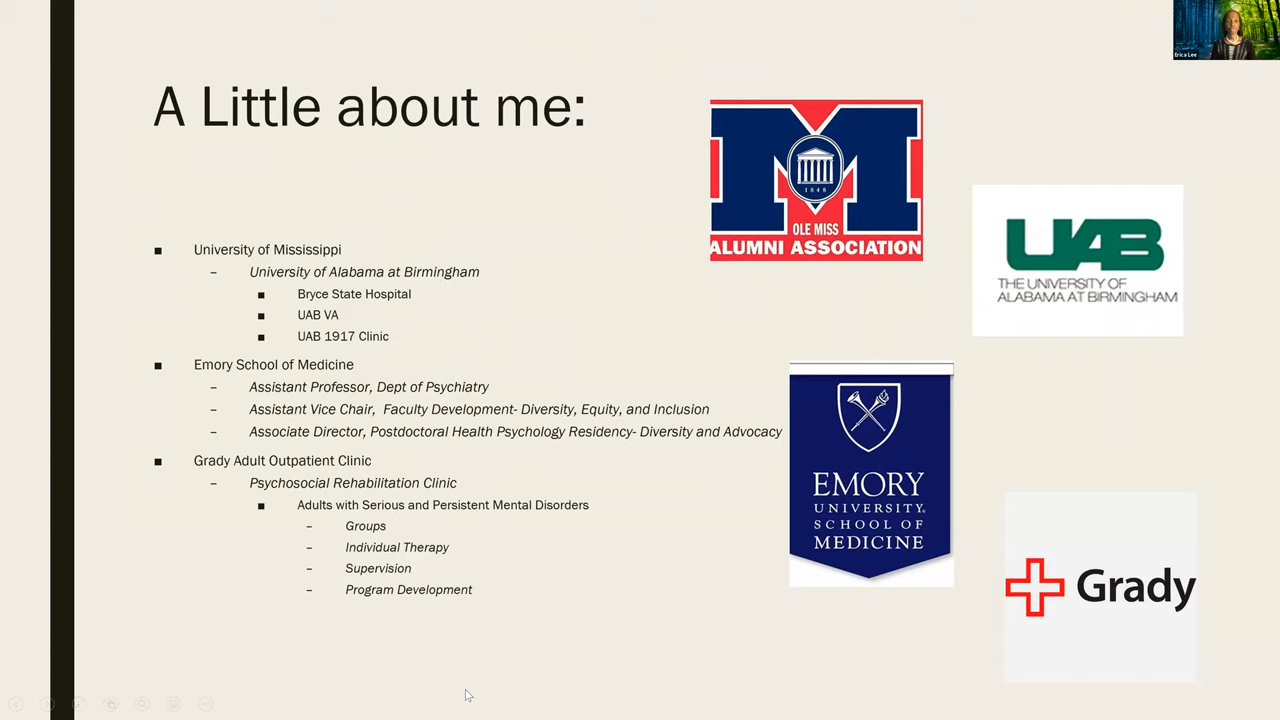 Erica Lee
A Little about me:
■ University of Mississippi
– University of Alabama at Birmingham
■ Bryce State Hospital
■ UAB VA
■ UAB 1917 Clinic
■ Emory School of Medicine
– Assistant Professor, Dept of Psychiatry
– Assistant Vice Chair, Faculty Development- Diversity, Equity, and Inclusion
– Associate Director, Postdoctoral Health Psychology Residency- Diversity and Advocacy
■ Grady Adult Outpatient Clinic
– Psychosocial Rehabilitation Clinic
■ Adults with Serious and Persistent Mental Disorders
– Groups
– Individual Therapy
– Supervision
– Program Development
M
1848
OLE MISS
ALUMNI ASSOCIATION
UAB
THE UNIVERSITY OF
ALABAMA AT BIRMINGHAM
EMORY
UNIVERSITY®
SCHOOL OF
MEDICINE
Grady